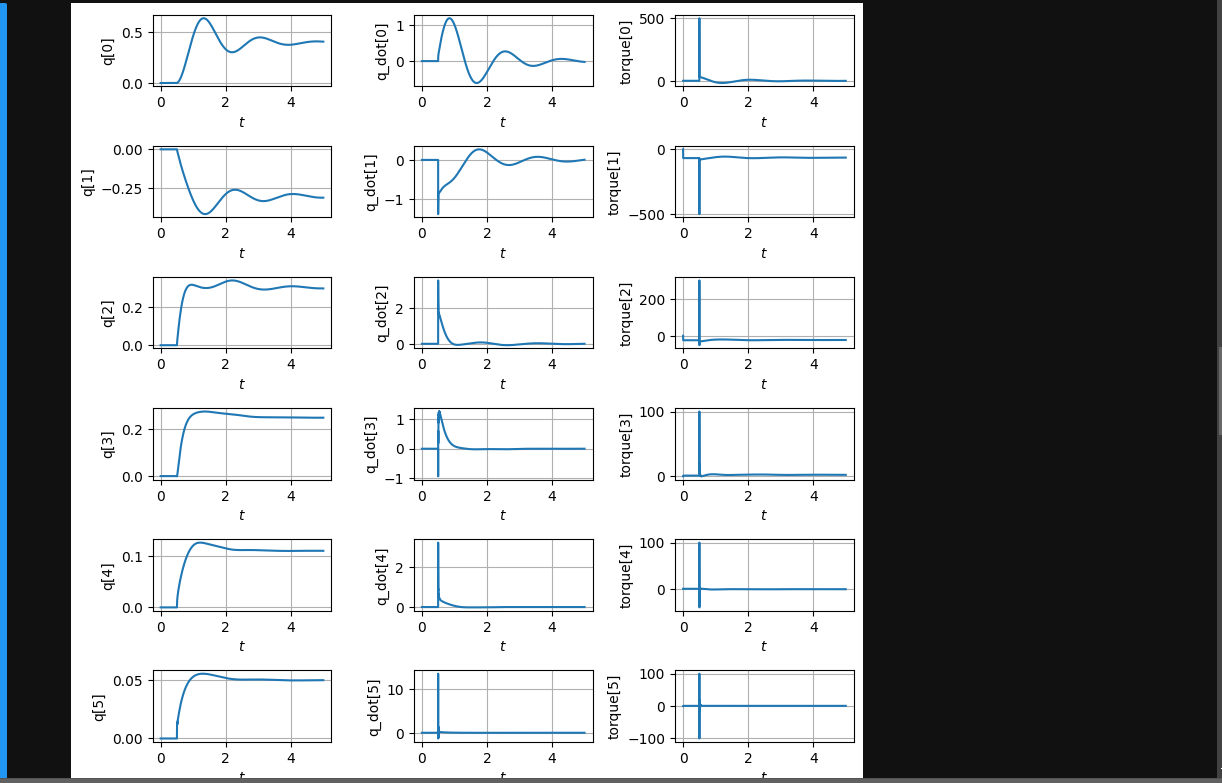 q[0] 0.5 0.0 0 2 4 t
q_dot[0] 1 0 0 2 4 t
torque[0] 500 0 0 2 4 t
q[1] 0.00 −0.25 0 2 4 t
q_dot[1] 0 −1 0 2 4 t
torque[1] 0 −500 0 2 4 t
q[2] 0.2 0.0 0 2 4 t
q_dot[2] 2 0 0 2 4 t
torque[2] 200 0 0 2 4 t
q[3] 0.2 0.0 0 2 4 t
q_dot[3] 1 0 −1 0 2 4 t
torque[3] 100 0 0 2 4 t
q[4] 0.1 0.0 0 2 4 t
q_dot[4] 2 0 0 2 4 t
torque[4] 100 0 0 2 4 t
q[5] 0.05 0.00 0 2 4 t
q_dot[5] 10 0 0 2 4 t
torque[5] 100 0 −100 0 2 4 t